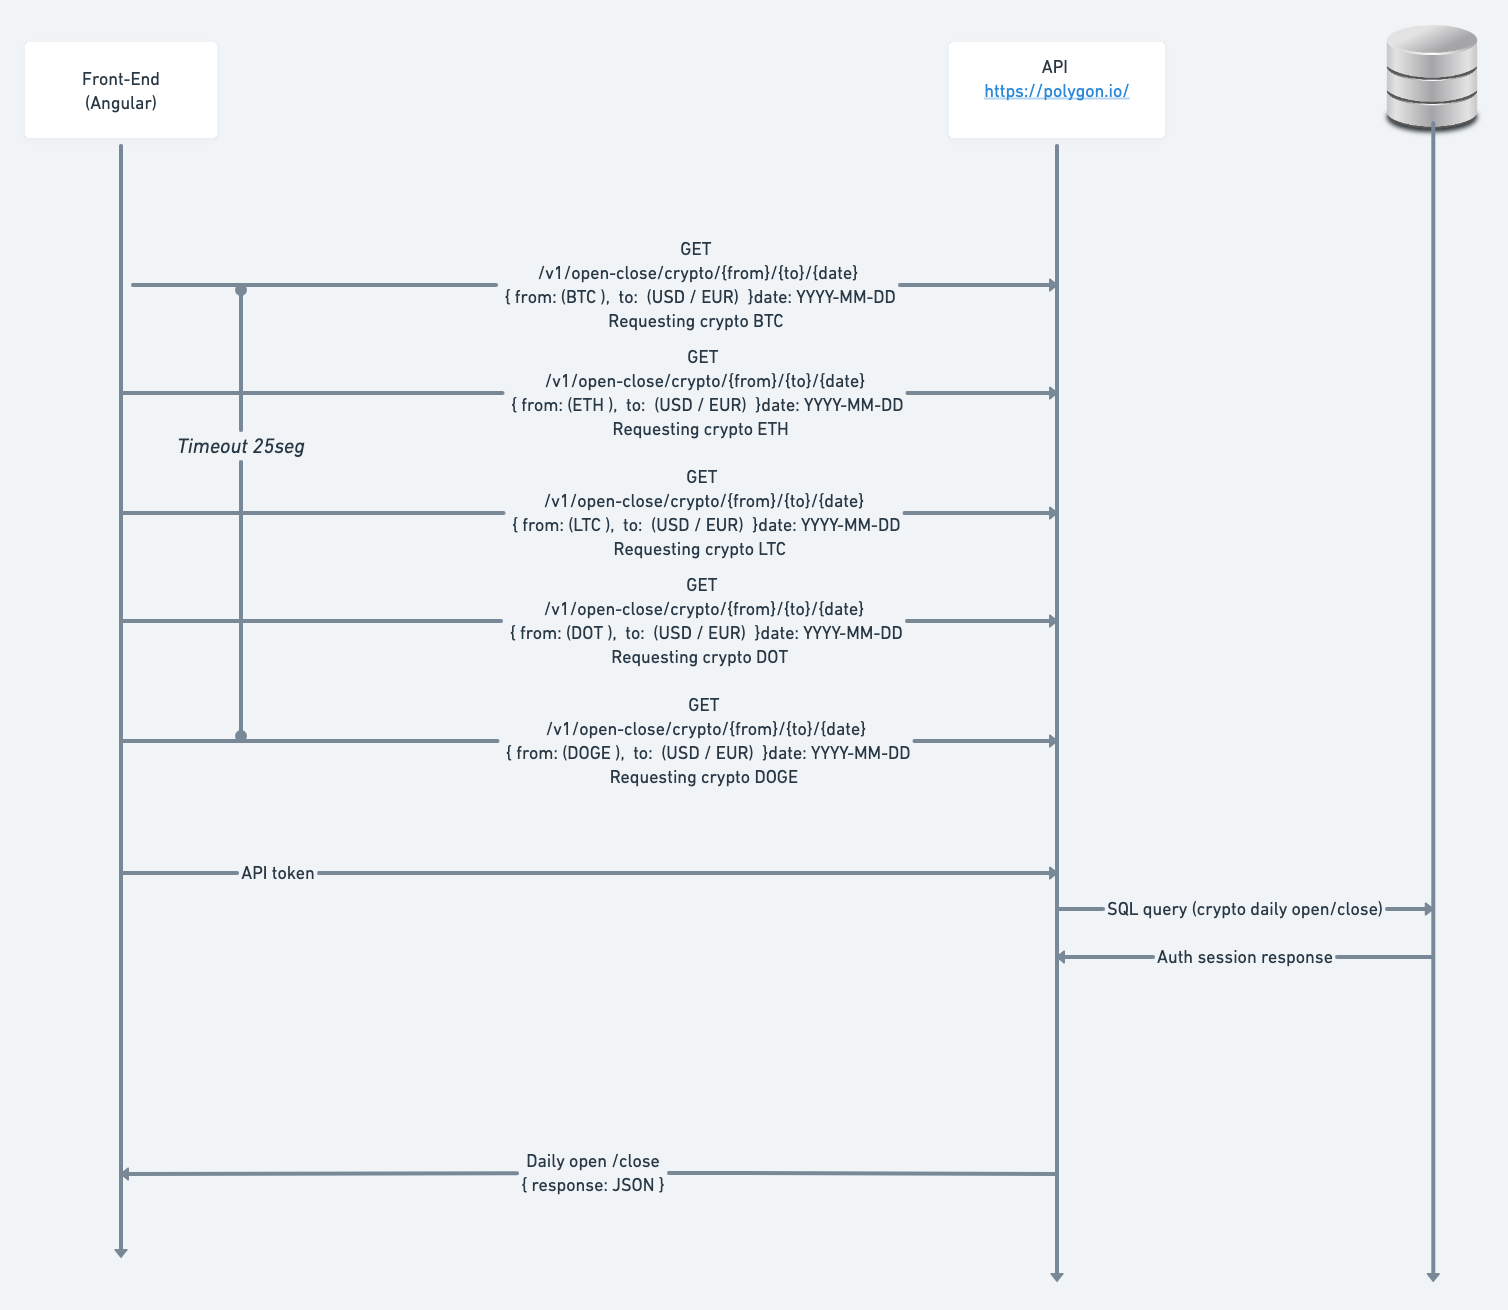 Front-End
(Angular)
API
https://polygon.io/
GET
/v1/open-close/crypto/{from}/{to}/{date}
{ from: (BTC ),  to:  (USD / EUR)  }date: YYYY-MM-DD
Requesting crypto BTC
GET
/v1/open-close/crypto/{from}/{to}/{date}
{ from: (ETH ),  to:  (USD / EUR)  }date: YYYY-MM-DD
Requesting crypto ETH
Timeout 25seg
GET
/v1/open-close/crypto/{from}/{to}/{date}
{ from: (LTC ),  to:  (USD / EUR)  }date: YYYY-MM-DD
Requesting crypto LTC
GET
/v1/open-close/crypto/{from}/{to}/{date}
{ from: (DOT ),  to:  (USD / EUR)  }date: YYYY-MM-DD
Requesting crypto DOT
GET
/v1/open-close/crypto/{from}/{to}/{date}
{ from: (DOGE ),  to:  (USD / EUR)  }date: YYYY-MM-DD
Requesting crypto DOGE
API token
SQL query (crypto daily open/close)
Auth session response
Daily open /close
{ response: JSON }